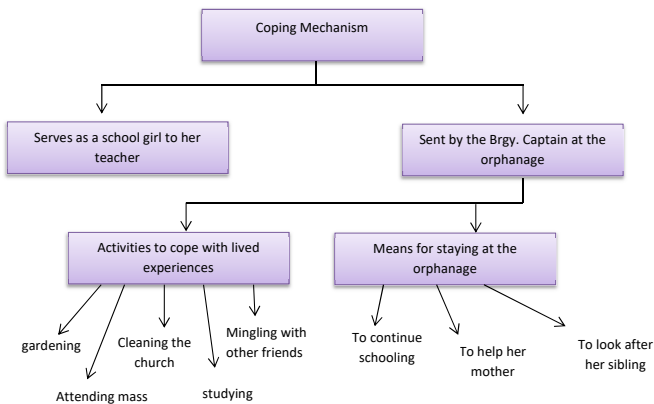 Coping Mechanism
Serves as a school girl to her
teacher
Sent by the Brgy. Captain at the
orphanage
Activities to cope with lived
experiences
Means for staying at the
orphanage
gardening
Attending mass
Cleaning the
church
studying
Mingling with
other friends
To continue
schooling
To help her
mother
To look after
her sibling